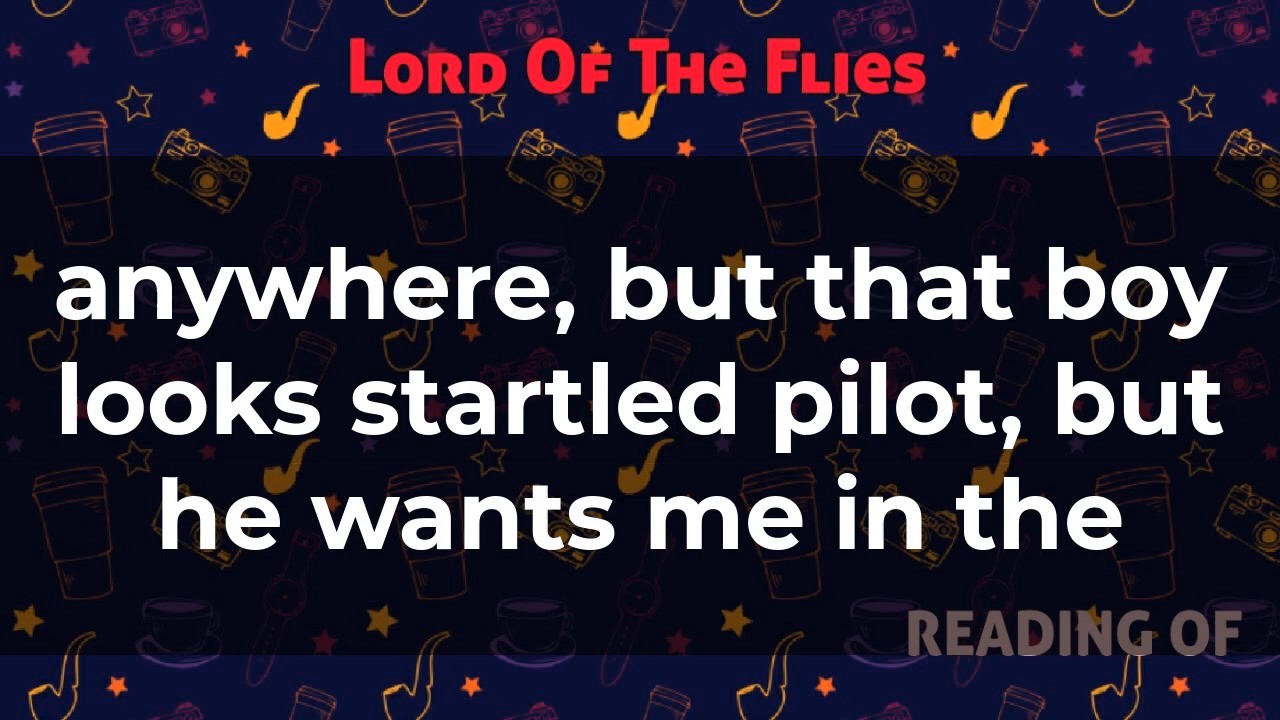 Lord Of The Flies
anywhere, but that boy
looks startled pilot, but
he wants me in the
READING OF